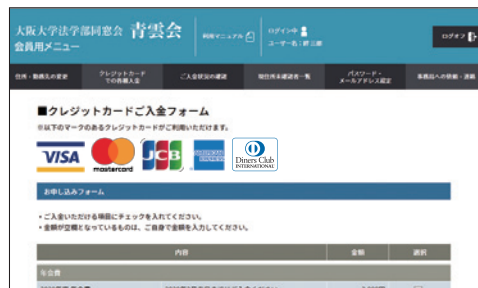 大阪大学法学部同窓会 青雲会
会員用メニュー
利用マニュアル
ログイン中
ユーザー名:
ログオフ
住所・勤務先の変更
クレジットカード
での各種入金
ご入金状況の確認
現住所未確認者一覧
パスワード・
メールアドレス設定
事務局への依頼・連絡
■クレジットカードご入金フォーム
※以下のマークのあるクレジットカードがご利用いただけます。
VISA
mastercard
JCB
AMERICAN EXPRESS
Diners Club
INTERNATIONAL
お申し込みフォーム
・ご入金いただける項目にチェックを入れてください。
・金額が空欄となっているものは、ご自身で金額を入力してください。
内容 金額 選択
年会費